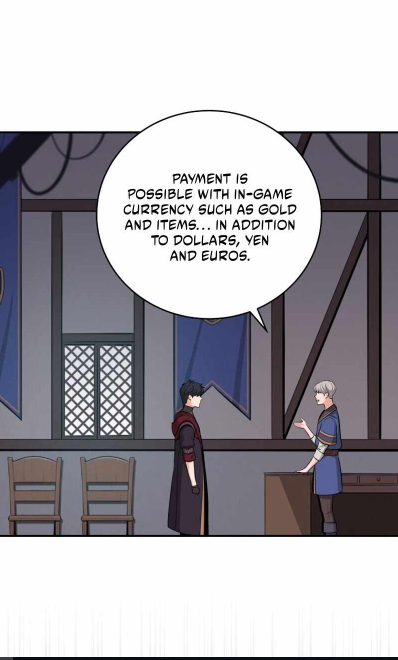 PAYMENT IS
POSSIBLE WITH IN-GAME
CURRENCY SUCH AS GOLD
AND ITEMS... IN ADDITION
TO DOLLARS, YEN
AND EUROS.